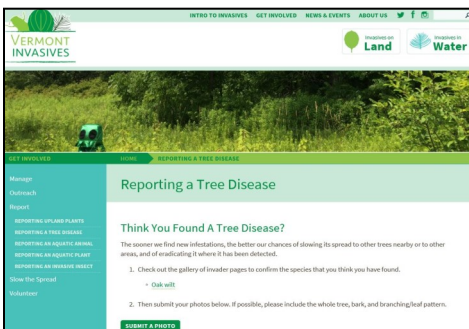 INTRO TO INVASIVES GET INVOLVED NEWS & EVENTS ABOUT US
VERMONT
INVASIVES
Invasives on
Land
Invasives in
Water
GET INVOLVED
HOME
REPORTING A TREE DISEASE
Manage
Outreach
Report
REPORTING UPLAND PLANTS
REPORTING A TREE DISEASE
REPORTING AN AQUATIC ANIMAL
REPORTING AN AQUATIC PLANT
REPORTING AN INVASIVE INSECT
Slow the Spread
Volunteer
Reporting a Tree Disease
Think You Found A Tree Disease?
The sooner we find new infestations, the better our chances of slowing its spread to other trees nearby or to other
areas, and of eradicating it where it has been detected.
1. Check out the gallery of invader pages to confirm the species that you think you have found.
Oak wilt
2. Then submit your photos below. If possible, please include the whole tree, bark, and branching/leaf pattern.
SUBMIT A PHOTO